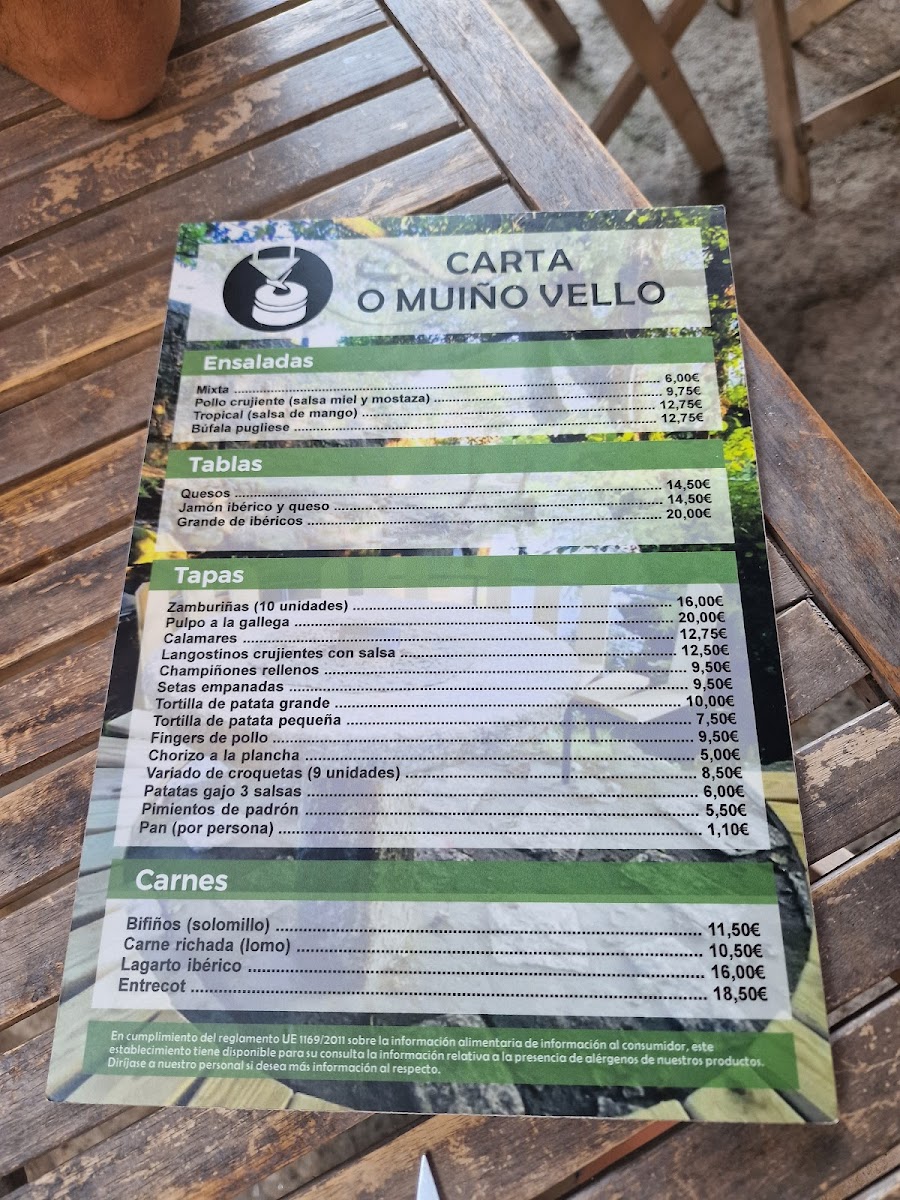 CARTA
O MUIÑO VELLO
Ensaladas
Mixta ........ 6,00€
Pollo crujiente (salsa miel y mostaza) ........ 9,75€
Tropical (salsa de mango) ........ 12,75€
Búfala pugliese ........ 12,75€
Tablas
Quesos ........ 14,50€
Jamón ibérico y queso ........ 14,50€
Grande de ibéricos ........ 20,00€
Tapas
Zamburiñas (10 unidades) ........ 16,00€
Pulpo a la gallega ........ 20,00€
Calamares ........ 12,75€
Langostinos crujientes con salsa ........ 12,50€
Champiñones rellenos ........ 9,50€
Setas empanadas ........ 9,50€
Tortilla de patata grande ........ 10,00€
Tortilla de patata pequeña ........ 7,50€
Fingers de pollo ........ 9,50€
Chorizo a la plancha ........ 5,00€
Variado de croquetas (9 unidades) ........ 8,50€
Patatas gajo 3 salsas ........ 6,00€
Pimientos de padrón ........ 5,50€
Pan (por persona) ........ 1,10€
Carnes
Bifiños (solomillo) ........ 11,50€
Carne richada (lomo) ........ 10,50€
Lagarto ibérico ........ 16,00€
Entrecot ........ 18,50€
En cumplimiento del reglamento UE 1169/2011 sobre la información alimentaria de información al consumidor, este
establecimiento tiene disponible para su consulta la información relativa a la presencia de alérgenos de nuestros productos.
Diríjase a nuestro personal si desea más información al respecto.